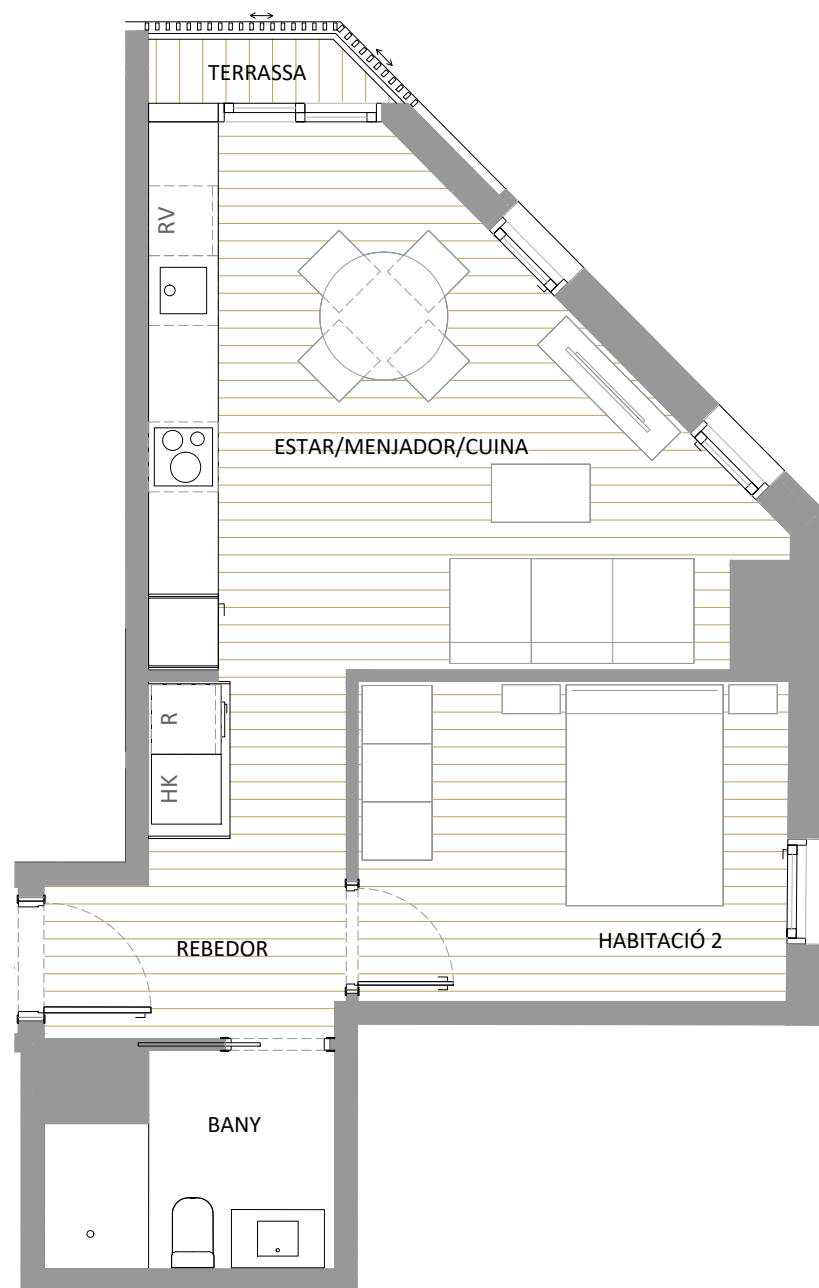 TERRASSA
RV
ESTAR/MENJADOR/CUINA
R
HK
REBEDOR
HABITACIÓ 2
BANY